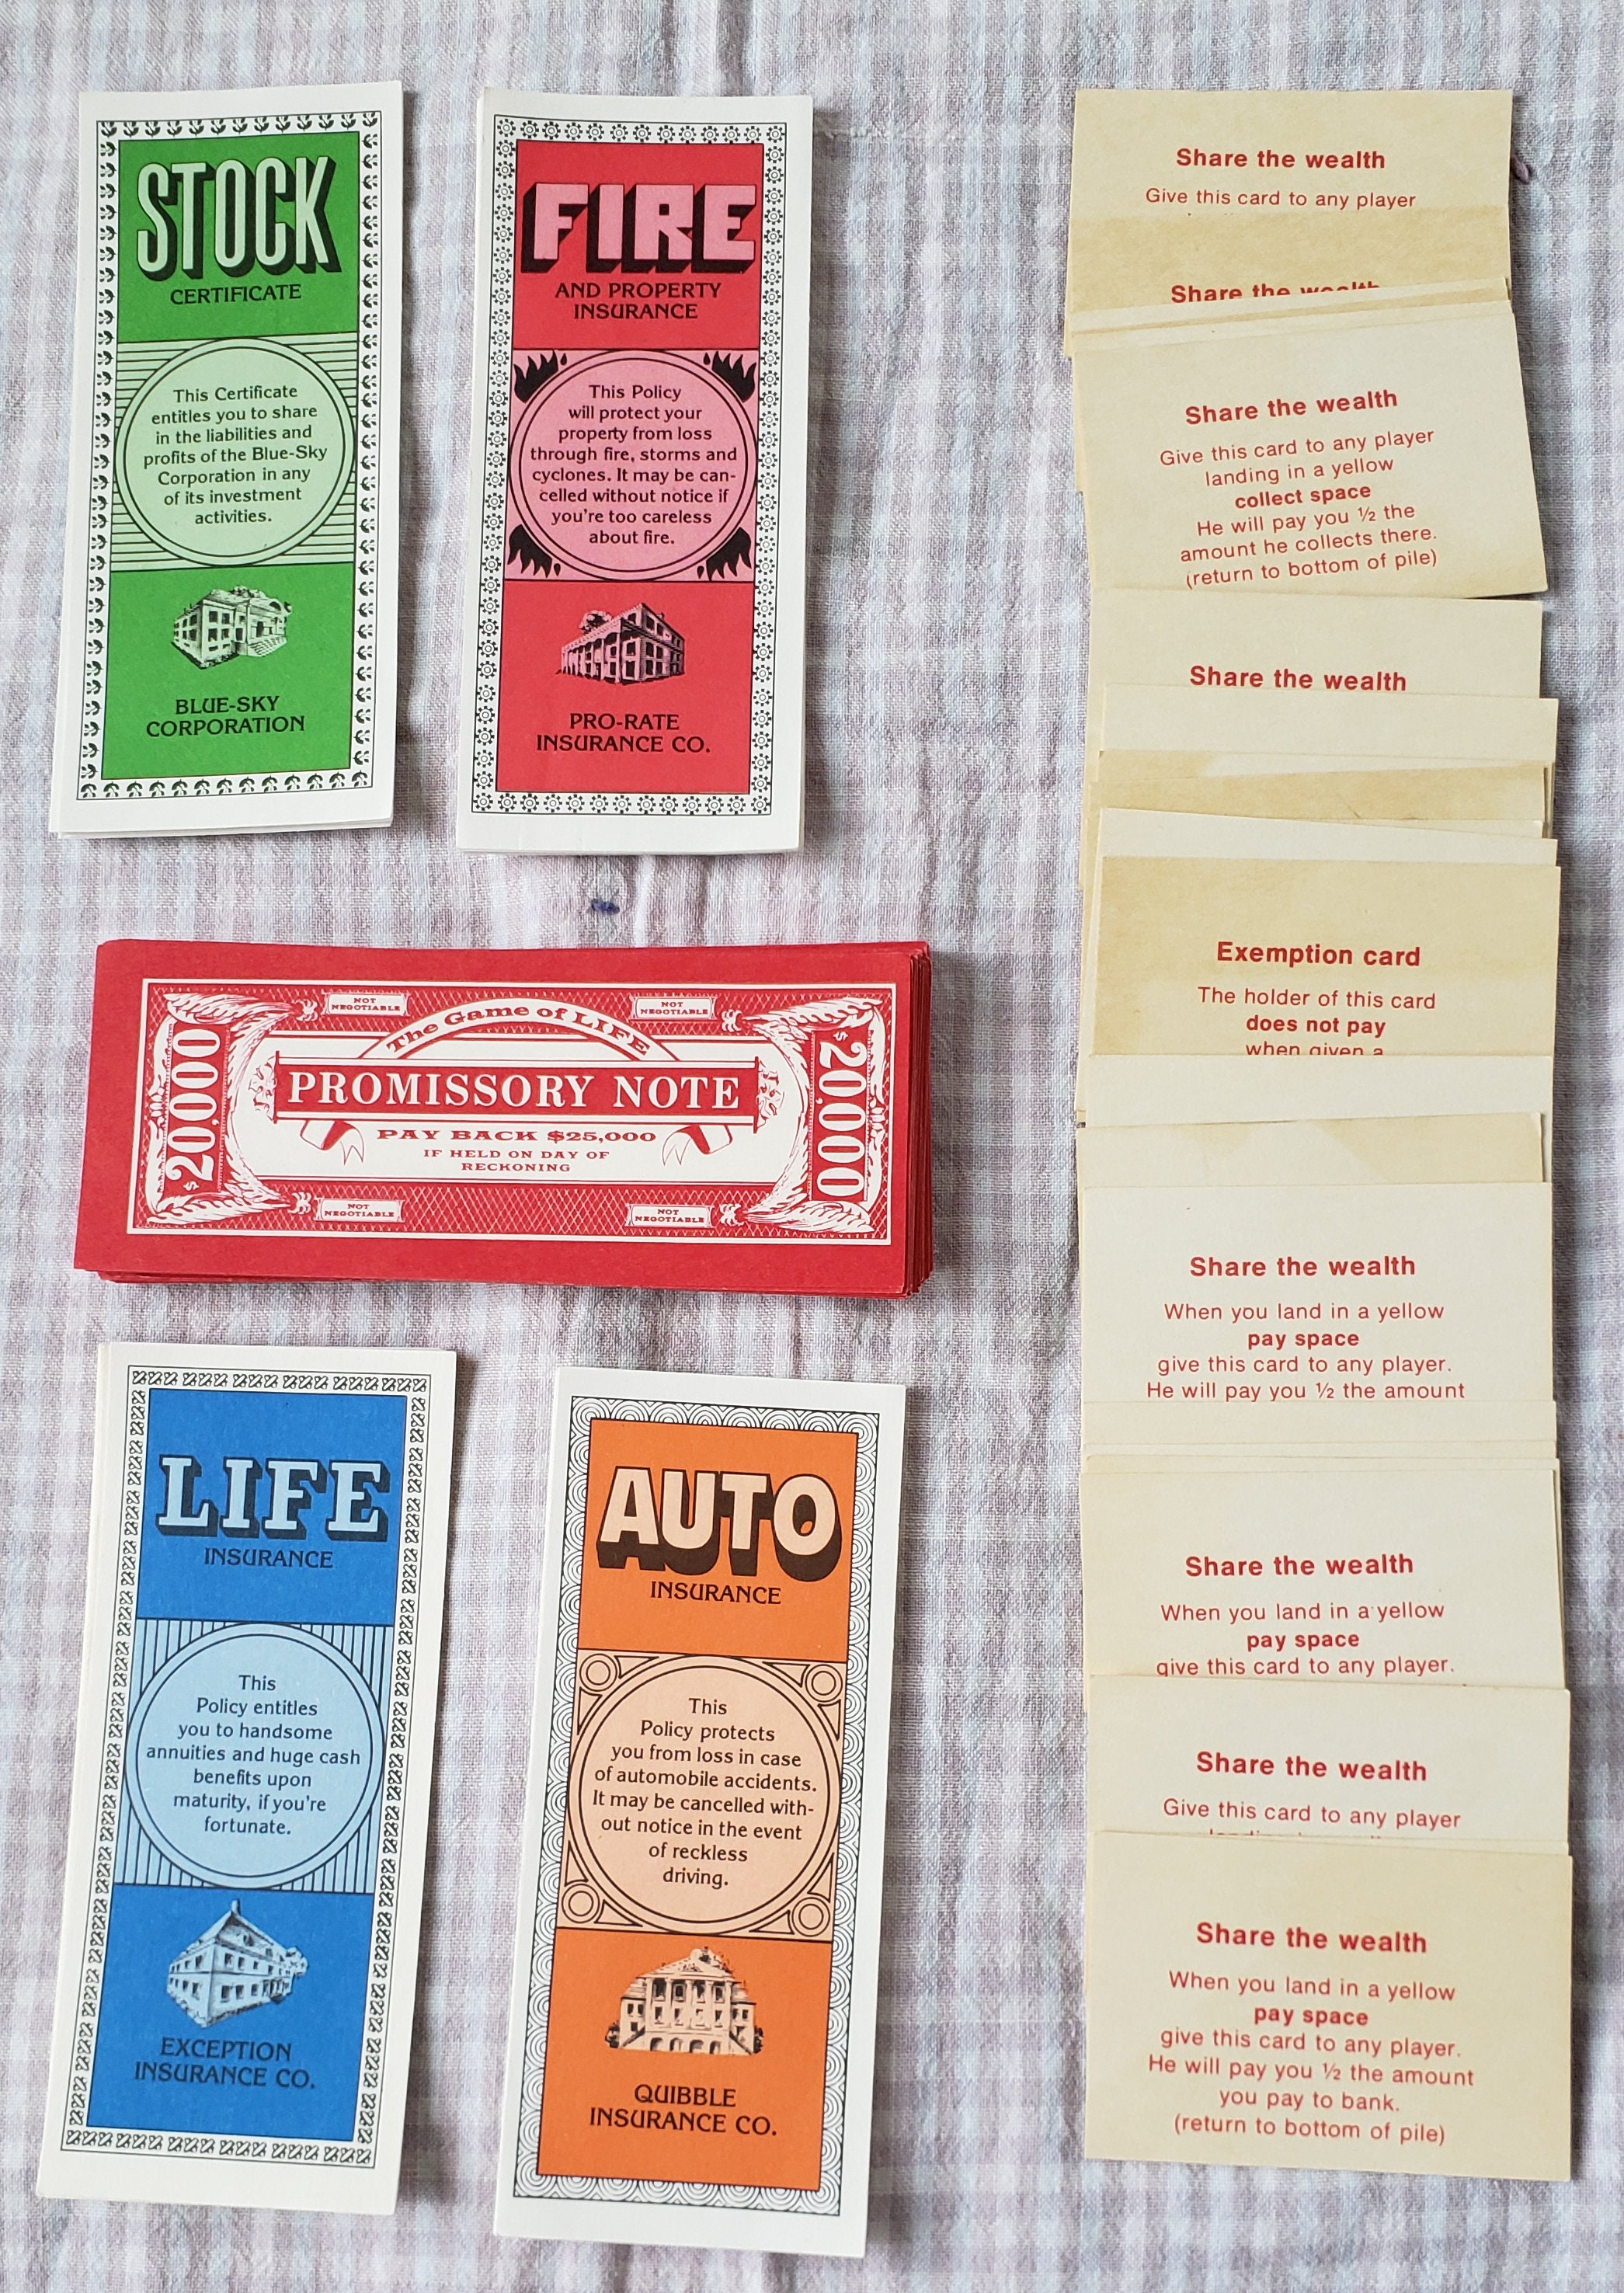 STOCK
CERTIFICATE
This Certificate
entitles you to share
in the liabilities and
profits of the Blue-Sky
Corporation in any
of its investment
activities.
BLUE-SKY
CORPORATION
FIRE
AND PROPERTY
INSURANCE
This Policy
will protect your
property from loss
through fire, storms and
cyclones. It may be can-
celled without notice if
you're too careless
about fire.
PRO-RATE
INSURANCE CO.
NOT
NEGOTIABLE
NOT
NEGOTIABLE
The Game of LIFE
$20,000
PROMISSORY NOTE
$20,000
PAY BACK $25,000
IF HELD ON DAY OF
RECKONING
NOT
NEGOTIABLE
NOT
NEGOTIABLE
LIFE
INSURANCE
This
Policy entitles
you to handsome
annuities and huge cash
benefits upon
maturity, if you're
fortunate.
EXCEPTION
INSURANCE CO.
AUTO
INSURANCE
This
Policy protects
you from loss in case
of automobile accidents.
It may be cancelled with-
out notice in the event
of reckless
driving.
QUIBBLE
INSURANCE CO.
Share the wealth
Give this card to any player
Share the wealth
Share the wealth
Give this card to any player
landing in a yellow
collect space
He will pay you ½ the
amount he collects there.
(return to bottom of pile)
Share the wealth
Exemption card
The holder of this card
does not pay
when given a
Share the wealth
When you land in a yellow
pay space
give this card to any player.
He will pay you ½ the amount
Share the wealth
When you land in a yellow
pay space
give this card to any player.
Share the wealth
Give this card to any player
Share the wealth
When you land in a yellow
pay space
give this card to any player.
He will pay you ½ the amount
you pay to bank.
(return to bottom of pile)